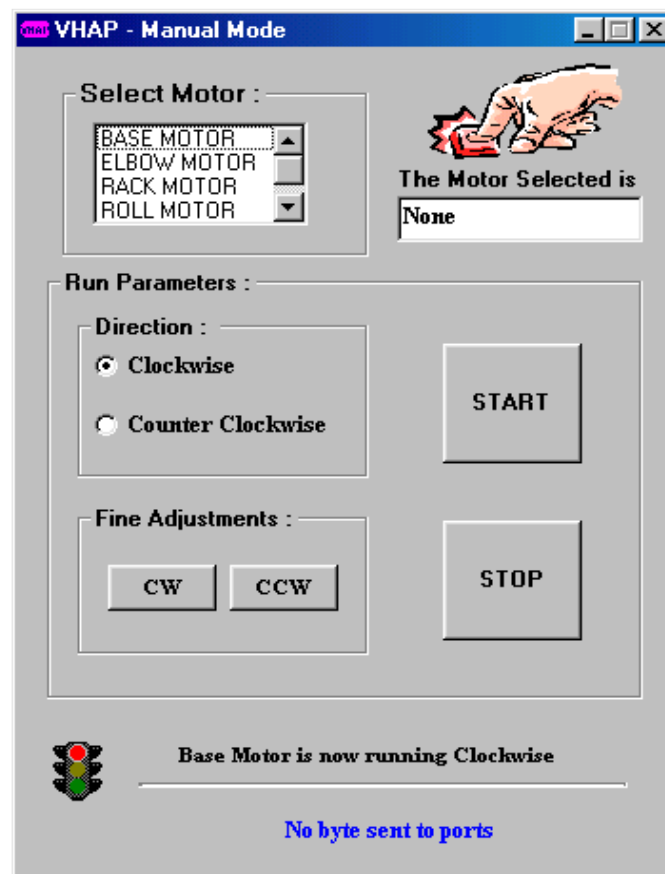 VHAP VHAP - Manual Mode
Select Motor :
BASE MOTOR
ELBOW MOTOR
RACK MOTOR
ROLL MOTOR
The Motor Selected is
None
Run Parameters :
Direction :
Clockwise
Counter Clockwise
START
Fine Adjustments :
CW CCW
STOP
Base Motor is now running Clockwise
No byte sent to ports